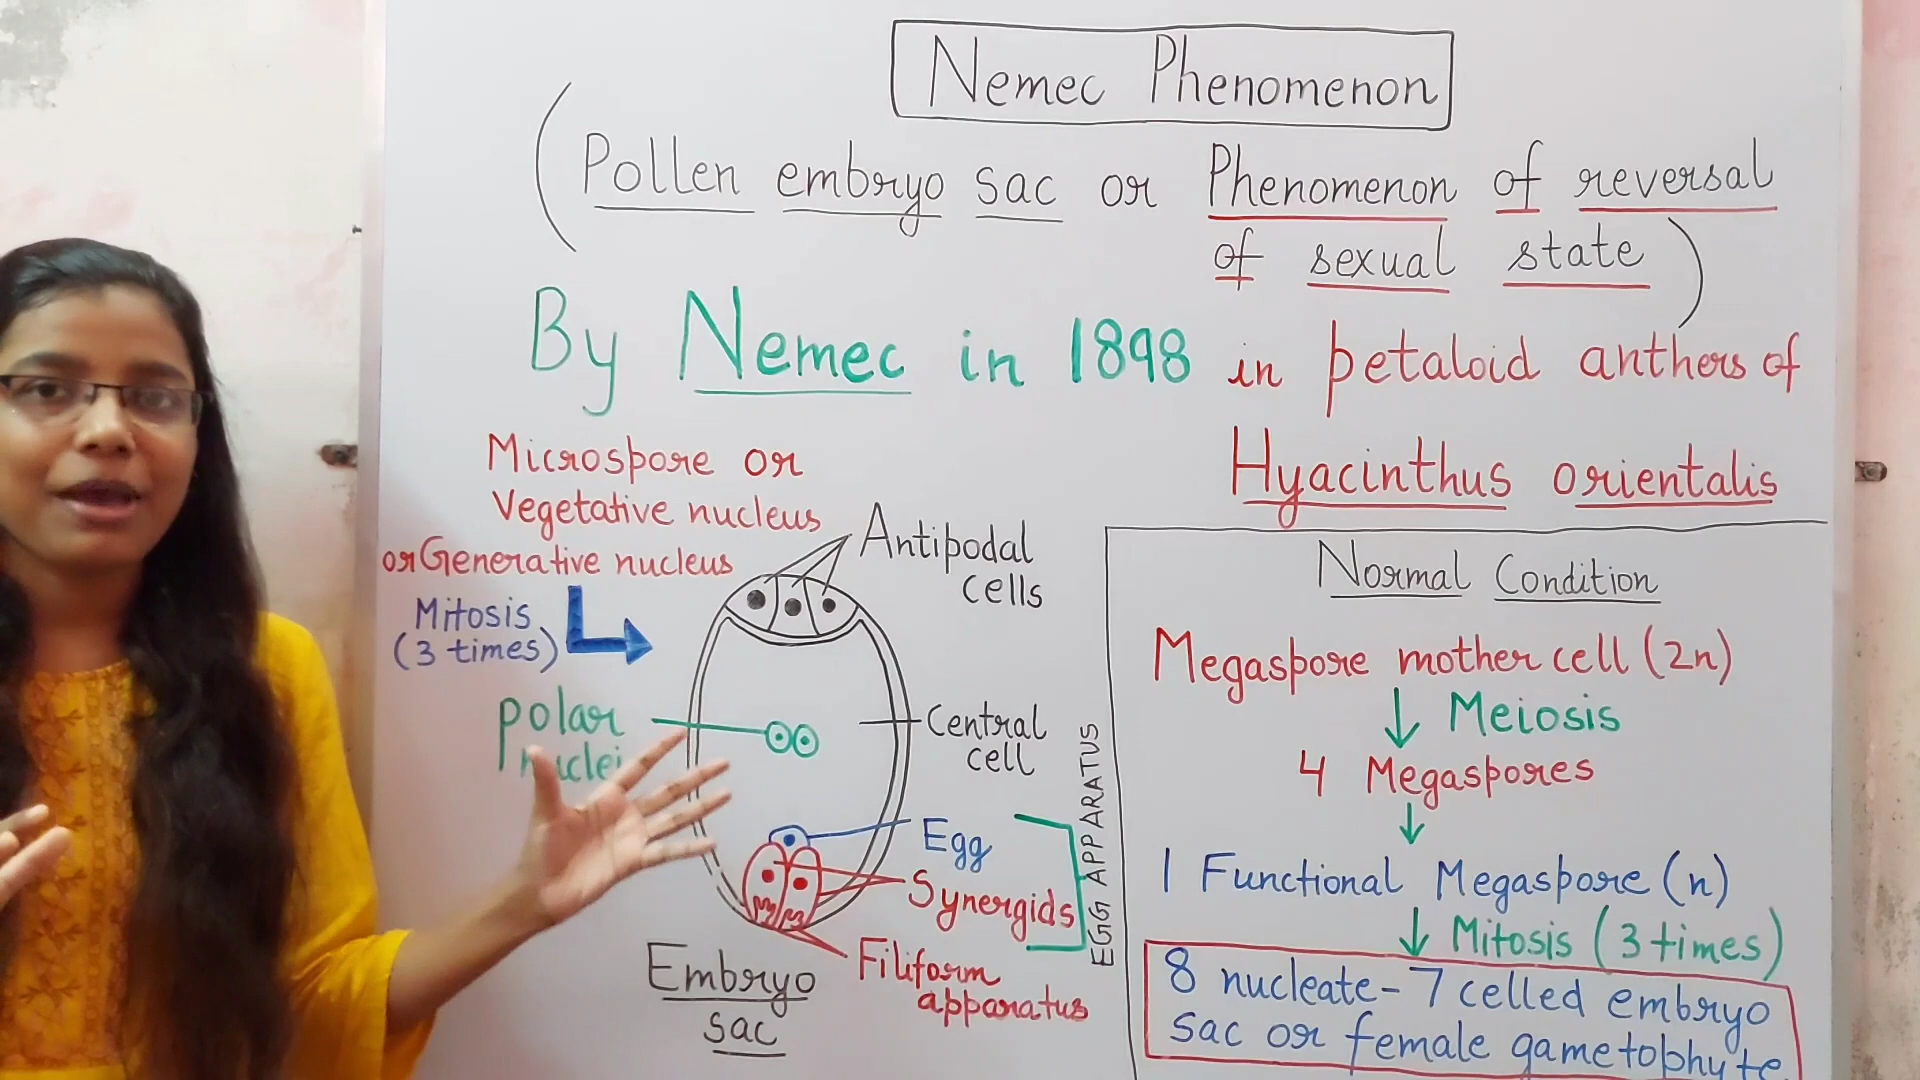 Nemec Phenomenon
(Pollen embryo sac or Phenomenon of reversal
of sexual state)
By Nemec in 1898 in petaloid anthers of
Hyacinthus orientalis
Microspore or
Vegetative nucleus
or Generative nucleus
Mitosis
(3 times)
polar
nuclei
Antipodal
cells
Central
cell
Egg
Synergids
EGG APPARATUS
Filiform
apparatus
Embryo
sac
Normal Condition
Megaspore mother cell (2n)
↓ Meiosis
4 Megaspores
↓
1 Functional Megaspore (n)
↓ Mitosis (3 times)
8 nucleate - 7 celled embryo
sac or female gametophyte